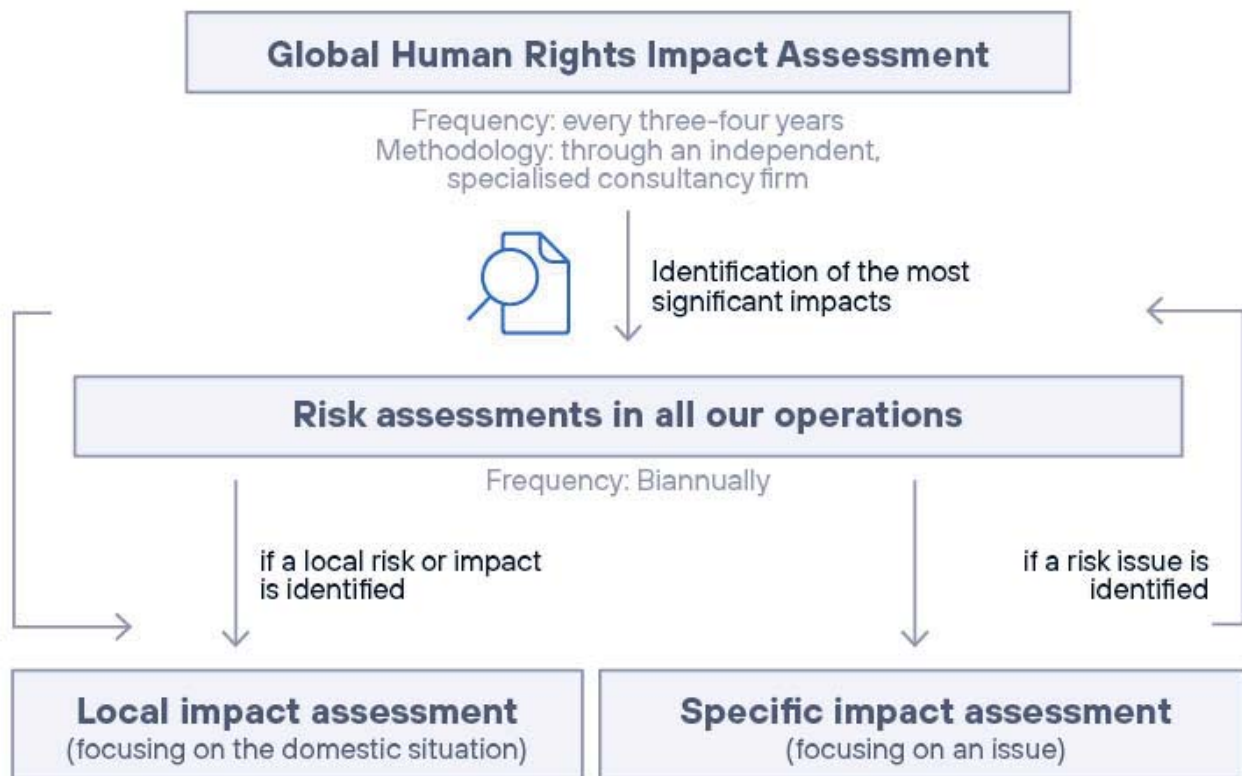 Global Human Rights Impact Assessment
Frequency: every three-four years
Methodology: through an independent,
specialised consultancy firm
Identification of the most
significant impacts
Risk assessments in all our operations
Frequency: Biannually
if a local risk or impact
is identified
if a risk issue is
identified
Local impact assessment
(focusing on the domestic situation)
Specific impact assessment
(focusing on an issue)